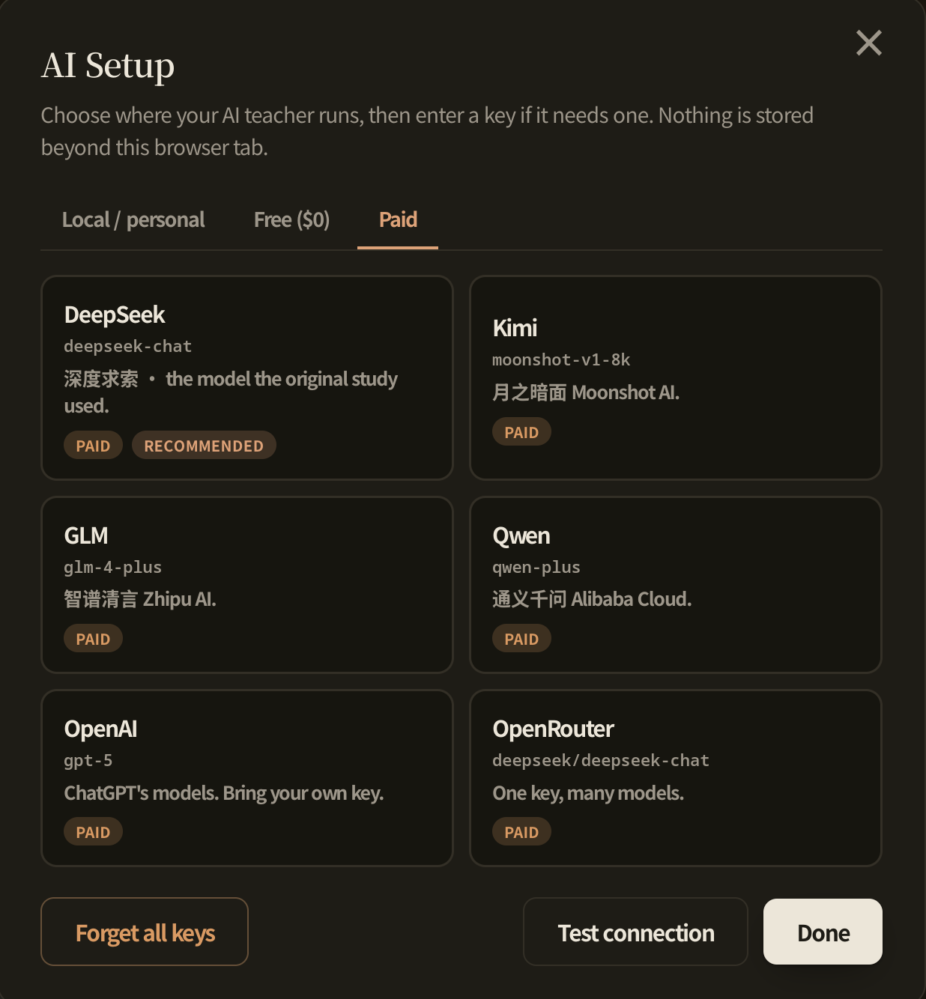 AI Setup
Choose where your AI teacher runs, then enter a key if it needs one. Nothing is stored
beyond this browser tab.
Local / personal
Free ($0)
Paid
DeepSeek
deepseek-chat
深度求索 · the model the original study
used.
PAID
RECOMMENDED
Kimi
moonshot-v1-8k
月之暗面 Moonshot AI.
PAID
GLM
glm-4-plus
智谱清言 Zhipu AI.
PAID
Qwen
qwen-plus
通义千问 Alibaba Cloud.
PAID
OpenAI
gpt-5
ChatGPT's models. Bring your own key.
PAID
OpenRouter
deepseek/deepseek-chat
One key, many models.
PAID
Forget all keys
Test connection
Done